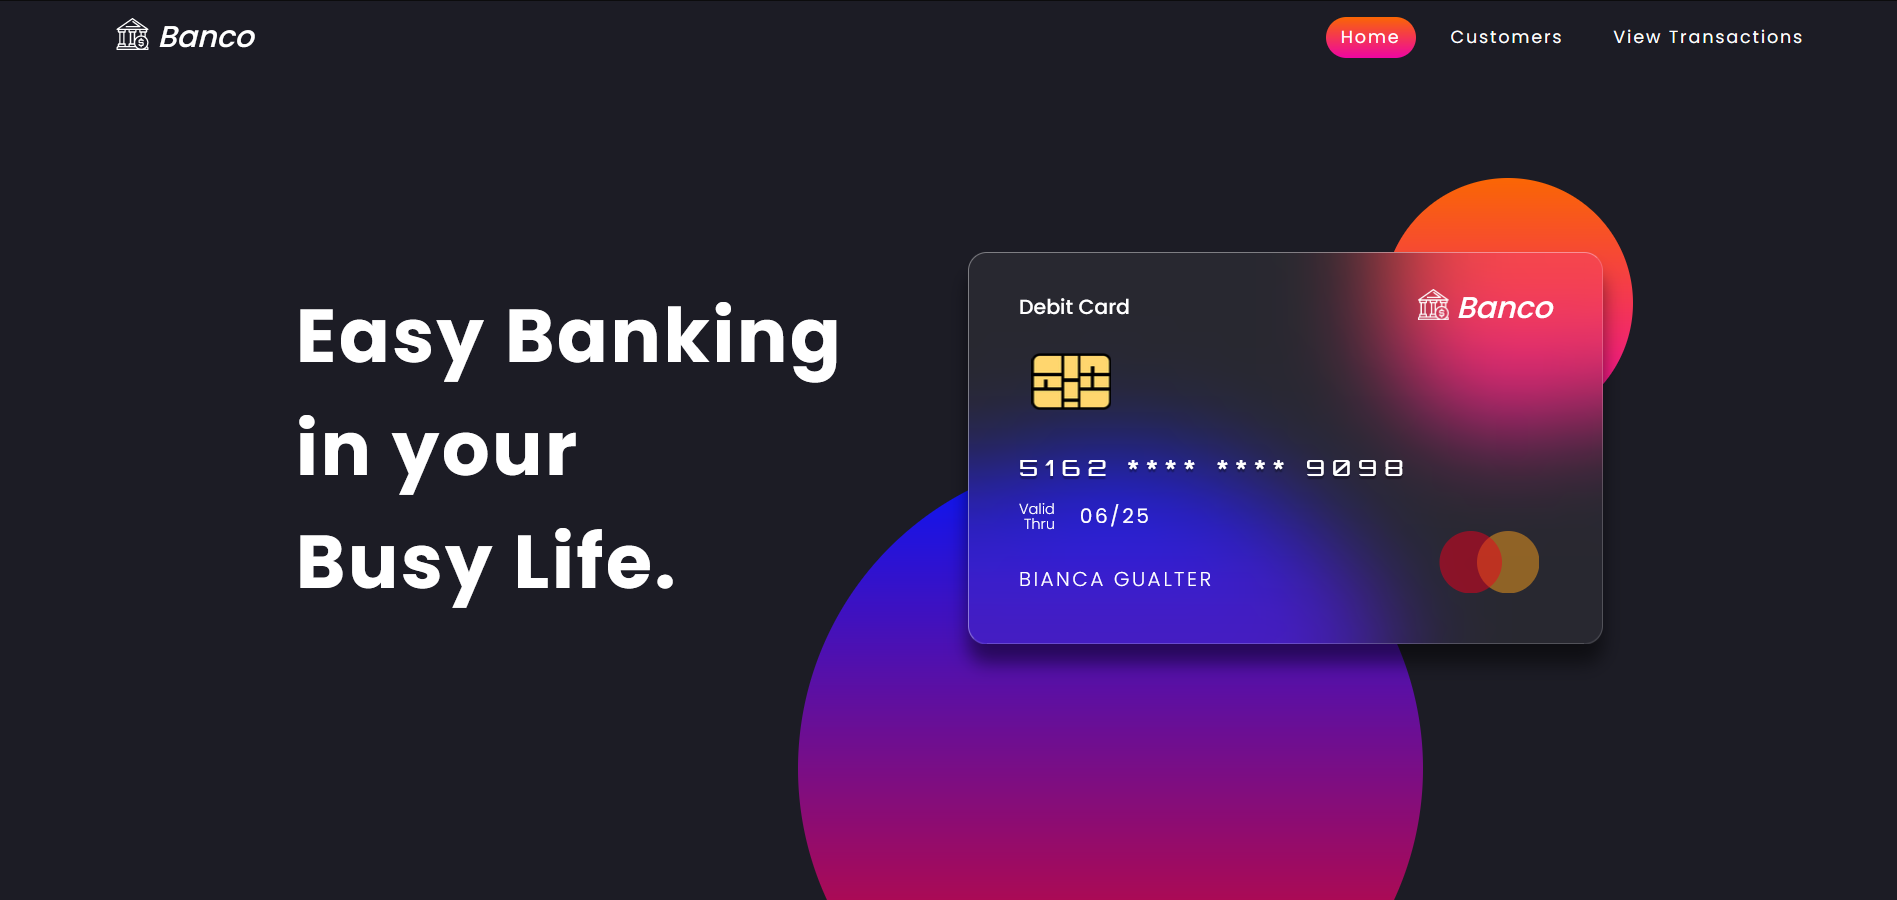 Banco
Home Customers View Transactions
Easy Banking
in your
Busy Life.
Debit Card
Banco
5162 **** **** 9098
Valid
Thru
06/25
BIANCA GUALTER